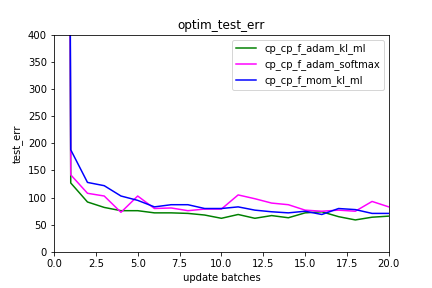 optim_test_err
400
350
300
250
200
150
100
50
0
test_err
cp_cp_f_adam_kl_ml
cp_cp_f_adam_softmax
cp_cp_f_mom_kl_ml
0.0 2.5 5.0 7.5 10.0 12.5 15.0 17.5 20.0
update batches